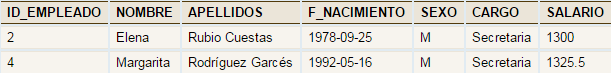 ID_EMPLEADO NOMBRE APELLIDOS F_NACIMIENTO SEXO CARGO SALARIO
2 Elena Rubio Cuestas 1978-09-25 M Secretaria 1300
4 Margarita Rodríguez Garcés 1992-05-16 M Secretaria 1325.5